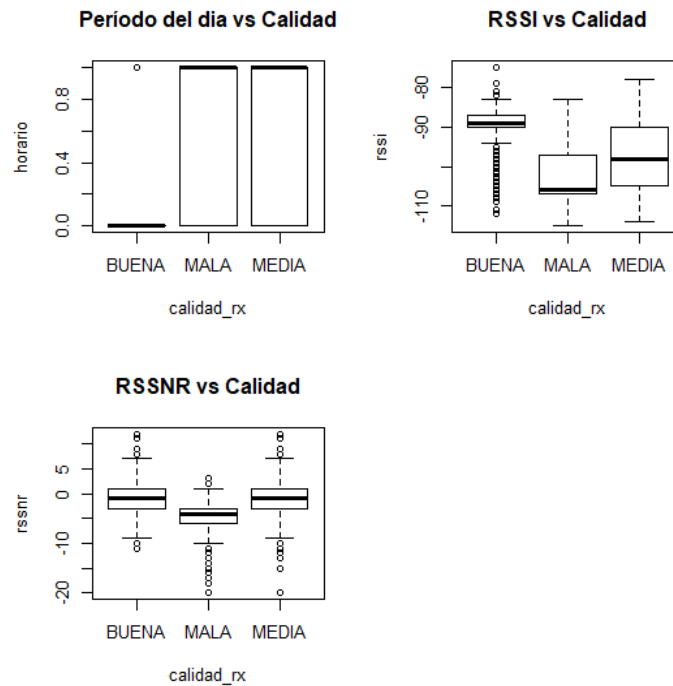 Período del dia vs Calidad
horario
0.0 0.4 0.8
BUENA MALA MEDIA
calidad_rx
RSSI vs Calidad
rssi
-110 -90 -80
BUENA MALA MEDIA
calidad_rx
RSSNR vs Calidad
rssnr
-20 -10 0 5
BUENA MALA MEDIA
calidad_rx